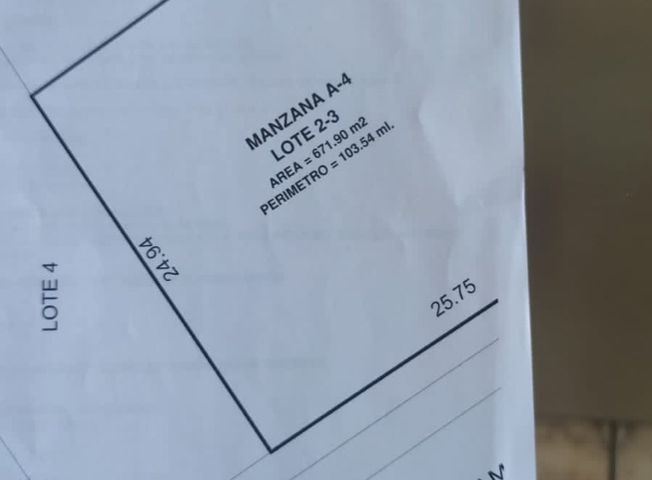 MANZANA A-4
LOTE 2-3
AREA = 671.90 m2
PERIMETRO = 103.54 ml.
24.94
LOTE 4
25.75